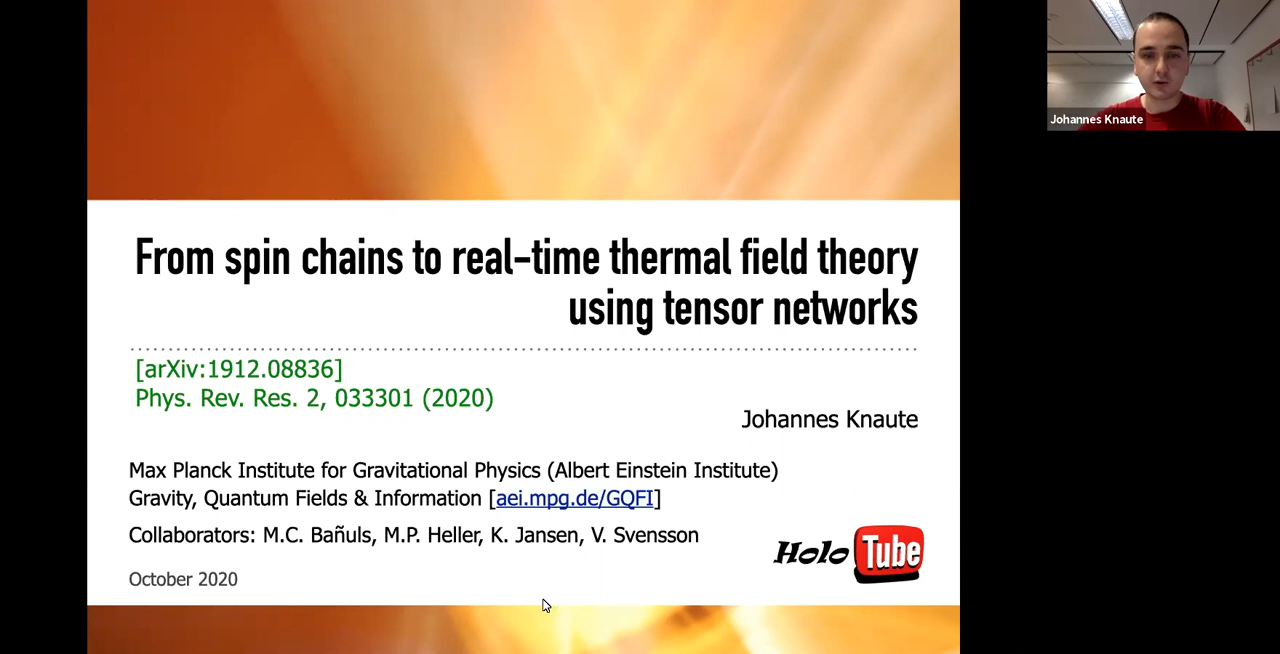 Johannes Knaute
From spin chains to real-time thermal field theory
using tensor networks
[arXiv:1912.08836]
Phys. Rev. Res. 2, 033301 (2020)
Johannes Knaute
Max Planck Institute for Gravitational Physics (Albert Einstein Institute)
Gravity, Quantum Fields & Information [aei.mpg.de/GQFI]
Collaborators: M.C. Bañuls, M.P. Heller, K. Jansen, V. Svensson
Holo Tube
October 2020